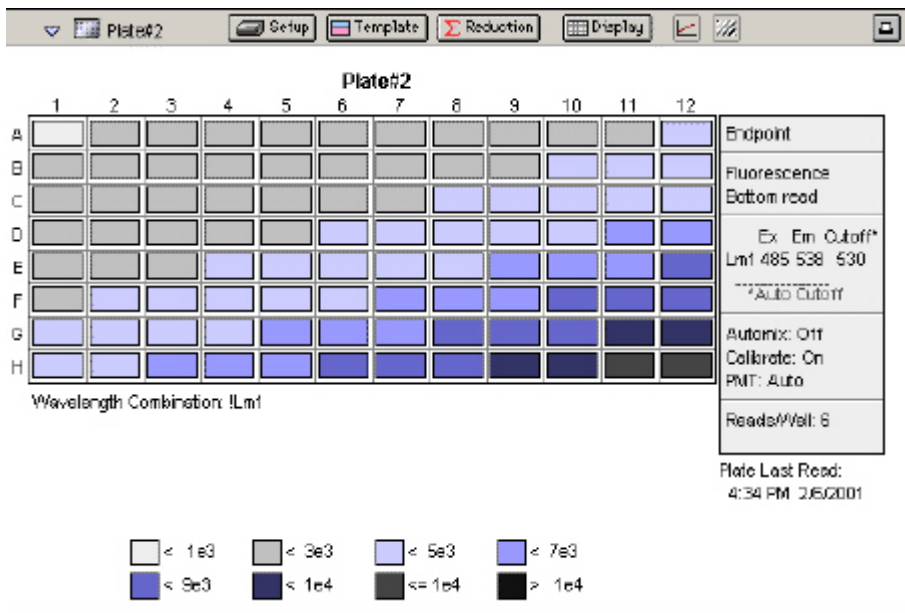 Plate#2 Setup Template Reduction Display
Plate#2
1 2 3 4 5 6 7 8 9 10 11 12
A
B
C
D
E
F
G
H
Endpoint
Fluorescence
Bottom read
Ex Em Cutoff*
Lm1 485 538 530
*Auto Cutoff
Automix: Off
Calibrate: On
PMT: Auto
Reads/Well: 6
Wavelength Combination: !Lm1
Plate Last Read:
4:34 PM 2/6/2001
< 1e3 < 3e3 < 5e3 < 7e3
< 9e3 < 1e4 <= 1e4 > 1e4